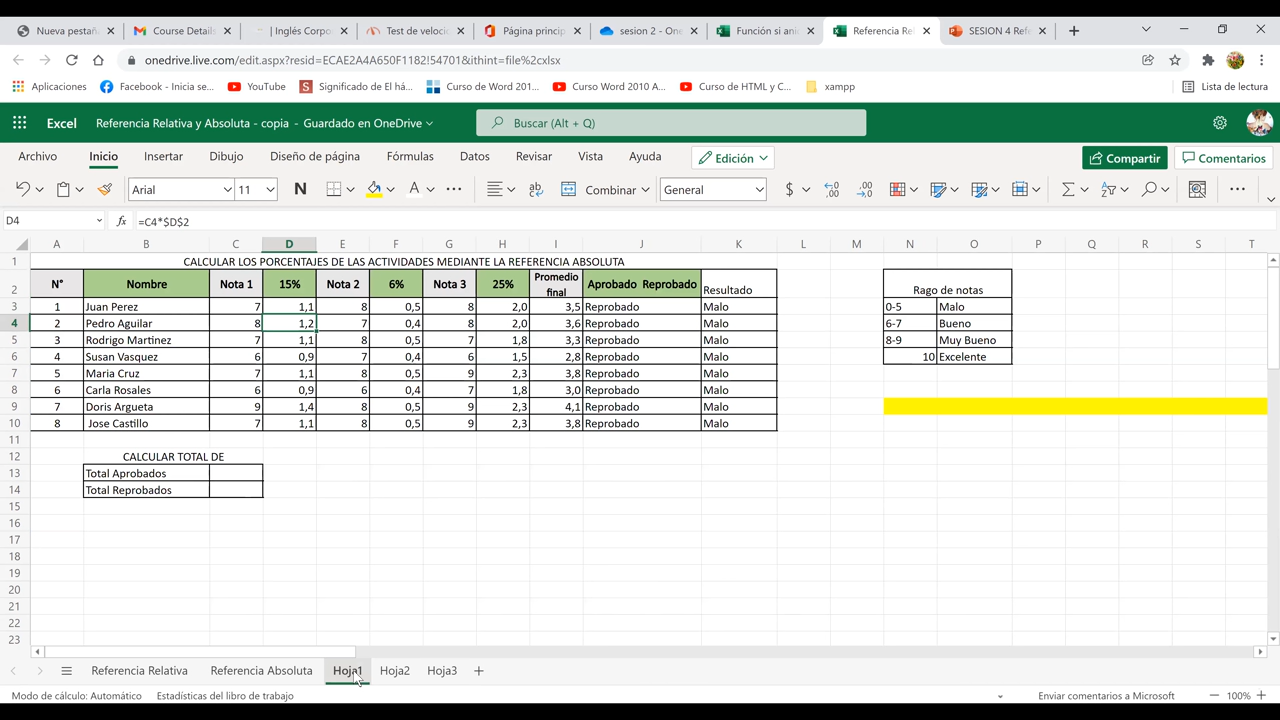 Nueva pestañ
Course Details
| Inglés Corpo
Test de veloci
Página princip
sesion 2 - One
Función si ani
Referencia Re
SESION 4 Refe
onedrive.live.com/edit.aspx?resid=ECAE2A4A650F1182!54701&ithint=file%2cxlsx
Aplicaciones
Facebook - Inicia se...
YouTube
Significado de El há...
Curso de Word 201...
Curso Word 2010 A...
Curso de HTML y C...
xampp
Lista de lectura
Excel
Referencia Relativa y Absoluta - copia - Guardado en OneDrive
Buscar (Alt + Q)
Archivo Inicio Insertar Dibujo Diseño de página Fórmulas Datos Revisar Vista Ayuda Edición Compartir Comentarios
Arial 11 N A Combinar General $
D4 fx =C4*$D$2
A B C D E F G H I J K L M N O P Q R S T
1 CALCULAR LOS PORCENTAJES DE LAS ACTIVIDADES MEDIANTE LA REFERENCIA ABSOLUTA
2 N° Nombre Nota 1 15% Nota 2 6% Nota 3 25% Promedio final Aprobado Reprobado Resultado Rago de notas
3 1 Juan Perez 7 1,1 8 0,5 8 2,0 3,5 Reprobado Malo 0-5 Malo
4 2 Pedro Aguilar 8 1,2 7 0,4 8 2,0 3,6 Reprobado Malo 6-7 Bueno
5 3 Rodrigo Martinez 7 1,1 8 0,5 7 1,8 3,3 Reprobado Malo 8-9 Muy Bueno
6 4 Susan Vasquez 6 0,9 7 0,4 6 1,5 2,8 Reprobado Malo 10 Excelente
7 5 Maria Cruz 7 1,1 8 0,5 9 2,3 3,8 Reprobado Malo
8 6 Carla Rosales 6 0,9 6 0,4 7 1,8 3,0 Reprobado Malo
9 7 Doris Argueta 9 1,4 8 0,5 9 2,3 4,1 Reprobado Malo
10 8 Jose Castillo 7 1,1 8 0,5 9 2,3 3,8 Reprobado Malo
11
12 CALCULAR TOTAL DE
13 Total Aprobados
14 Total Reprobados
15
16
17
18
19
20
21
22
23
Referencia Relativa Referencia Absoluta Hoja1 Hoja2 Hoja3
Modo de cálculo: Automático Estadísticas del libro de trabajo Enviar comentarios a Microsoft 100%